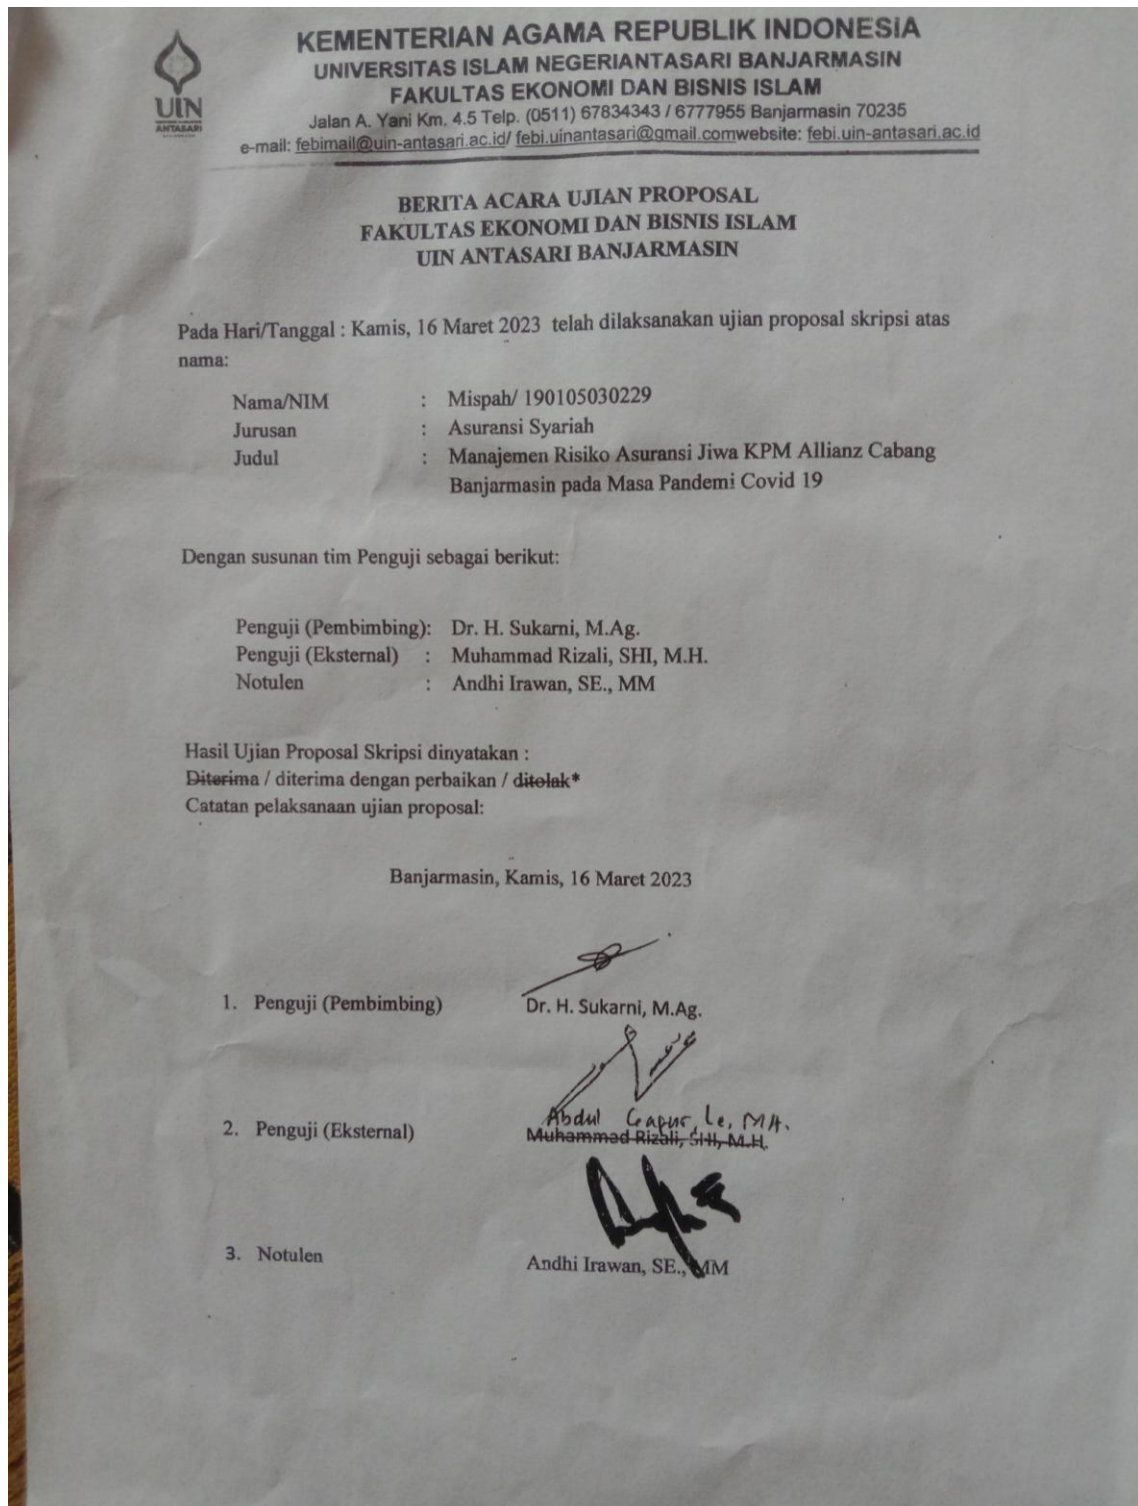 KEMENTERIAN AGAMA REPUBLIK INDONESIA
UNIVERSITAS ISLAM NEGERIANTASARI BANJARMASIN
FAKULTAS EKONOMI DAN BISNIS ISLAM
Jalan A. Yani Km. 4.5 Telp. (0511) 67834343 / 6777955 Banjarmasin 70235
e-mail: febimail@uin-antasari.ac.id/ febi.uinantasari@gmail.comwebsite: febi.uin-antasari.ac.id
UIN
ANTASARI
BERITA ACARA UJIAN PROPOSAL
FAKULTAS EKONOMI DAN BISNIS ISLAM
UIN ANTASARI BANJARMASIN
Pada Hari/Tanggal : Kamis, 16 Maret 2023 telah dilaksanakan ujian proposal skripsi atas
nama:
Nama/NIM : Mispah/ 190105030229
Jurusan : Asuransi Syariah
Judul : Manajemen Risiko Asuransi Jiwa KPM Allianz Cabang
Banjarmasin pada Masa Pandemi Covid 19
Dengan susunan tim Penguji sebagai berikut:
Penguji (Pembimbing): Dr. H. Sukarni, M.Ag.
Penguji (Eksternal) : Muhammad Rizali, SHI, M.H.
Notulen : Andhi Irawan, SE., MM
Hasil Ujian Proposal Skripsi dinyatakan :
Diterima / diterima dengan perbaikan / ditolak*
Catatan pelaksanaan ujian proposal:
Banjarmasin, Kamis, 16 Maret 2023
1. Penguji (Pembimbing) Dr. H. Sukarni, M.Ag.
Abdul Gapur, MH.
2. Penguji (Eksternal) Muhammad Rizali, SHI, M.H.
3. Notulen Andhi Irawan, SE., MM